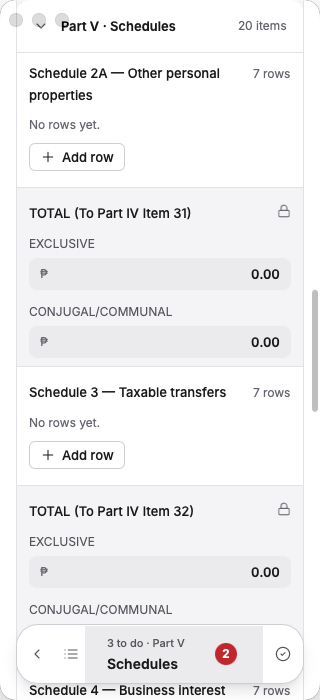 Part V · Schedules
20 items
Schedule 2A — Other personal
properties
7 rows
No rows yet.
+ Add row
TOTAL (To Part IV Item 31)
EXCLUSIVE
₱ 0.00
CONJUGAL/COMMUNAL
₱ 0.00
Schedule 3 — Taxable transfers
7 rows
No rows yet.
+ Add row
TOTAL (To Part IV Item 32)
EXCLUSIVE
₱ 0.00
CONJUGAL/COMMUNAL
3 to do · Part V
Schedules
2
Schedule 4 — Business interest
7 rows